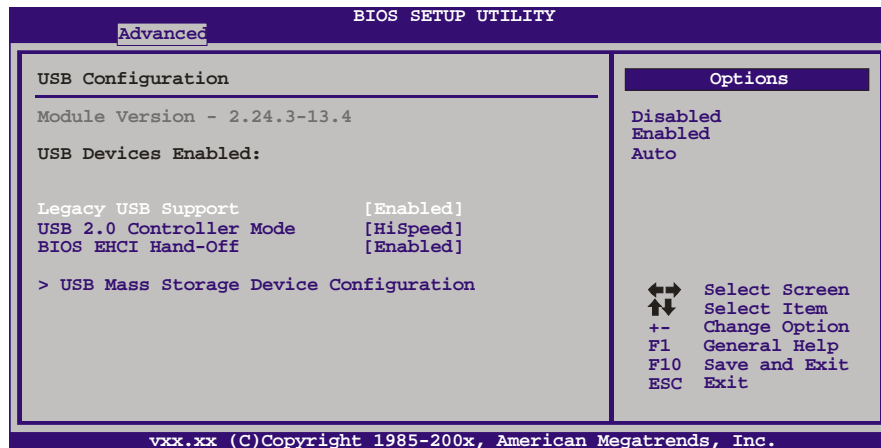 BIOS SETUP UTILITY
Advanced
USB Configuration
Module Version - 2.24.3-13.4
USB Devices Enabled:
Legacy USB Support [Enabled]
USB 2.0 Controller Mode [HiSpeed]
BIOS EHCI Hand-Off [Enabled]
> USB Mass Storage Device Configuration
Options
Disabled
Enabled
Auto
Select Screen
Select Item
+- Change Option
F1 General Help
F10 Save and Exit
ESC Exit
vxx.xx (C)Copyright 1985-200x, American Megatrends, Inc.